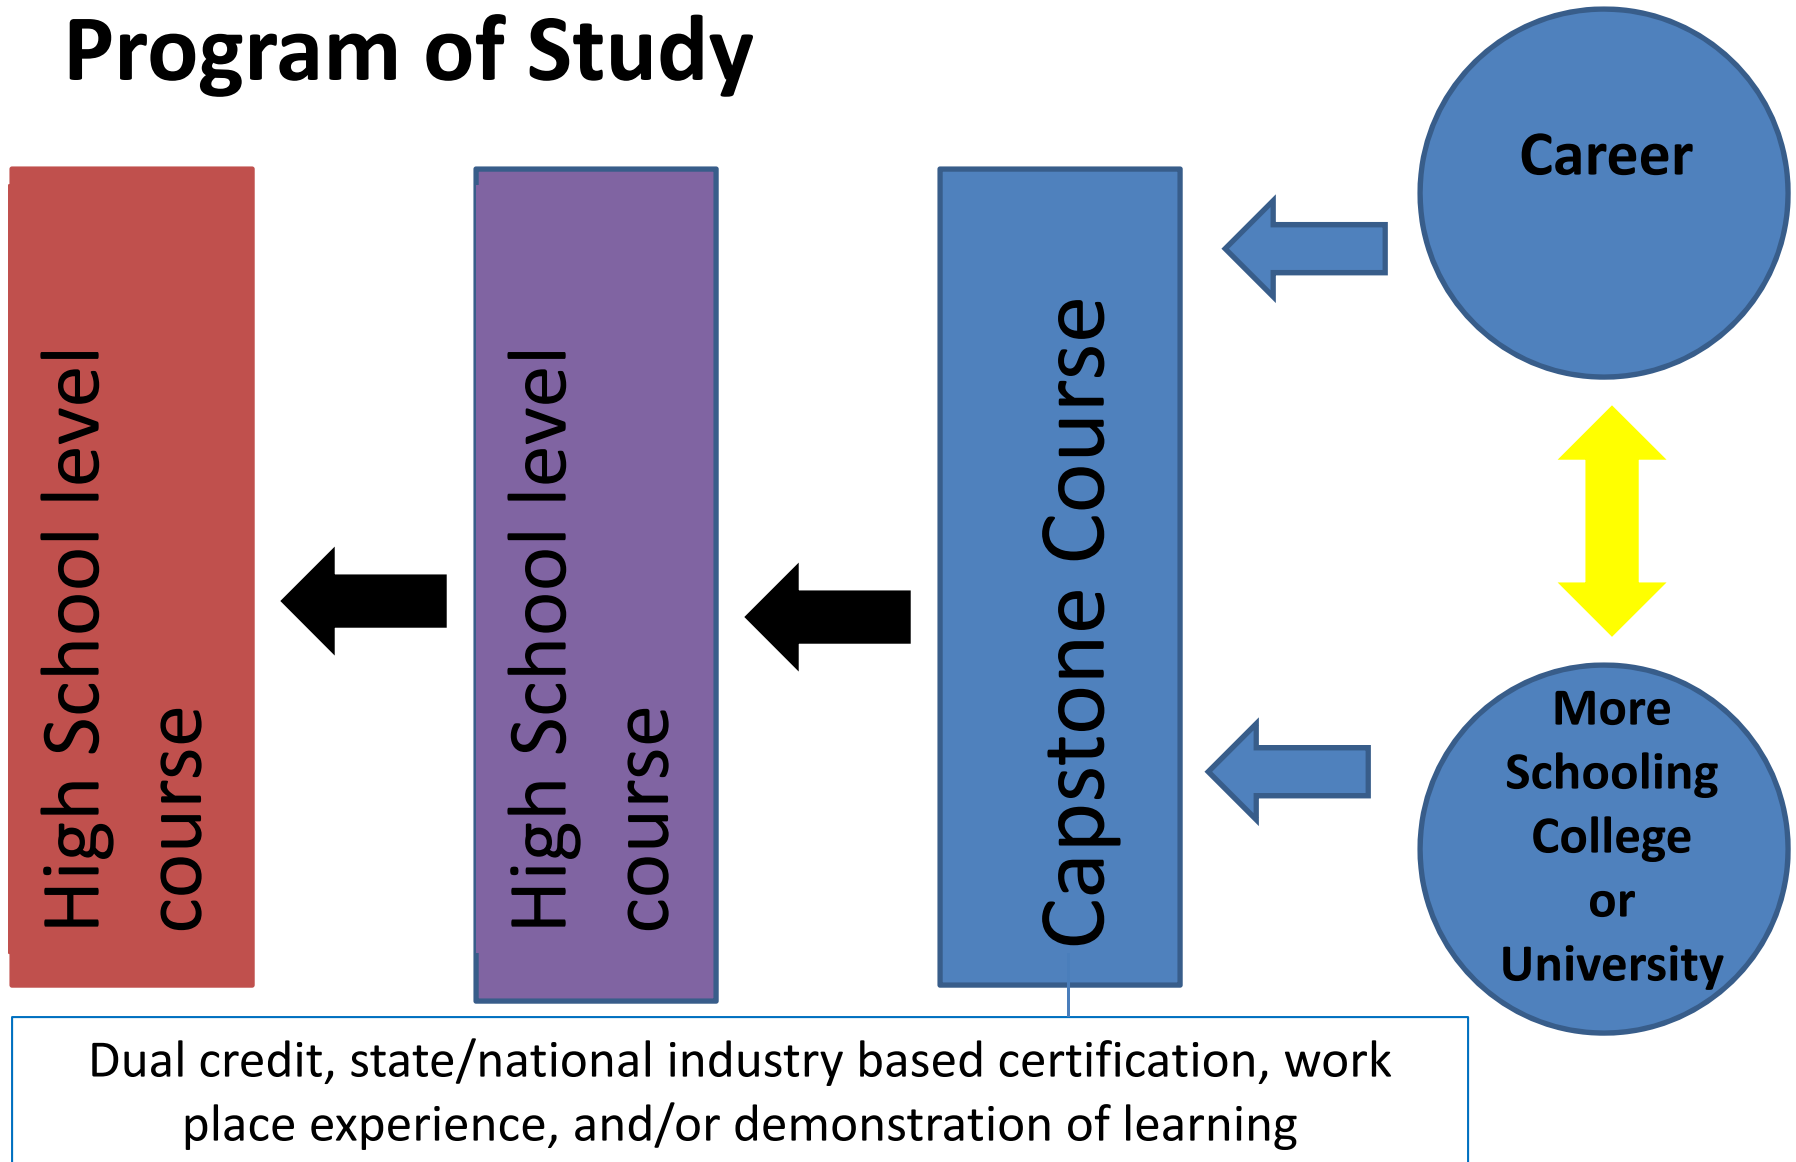 Program of Study
High School level
course
High School level
course
Capstone Course
Career
More
Schooling
College
or
University
Dual credit, state/national industry based certification, work
place experience, and/or demonstration of learning